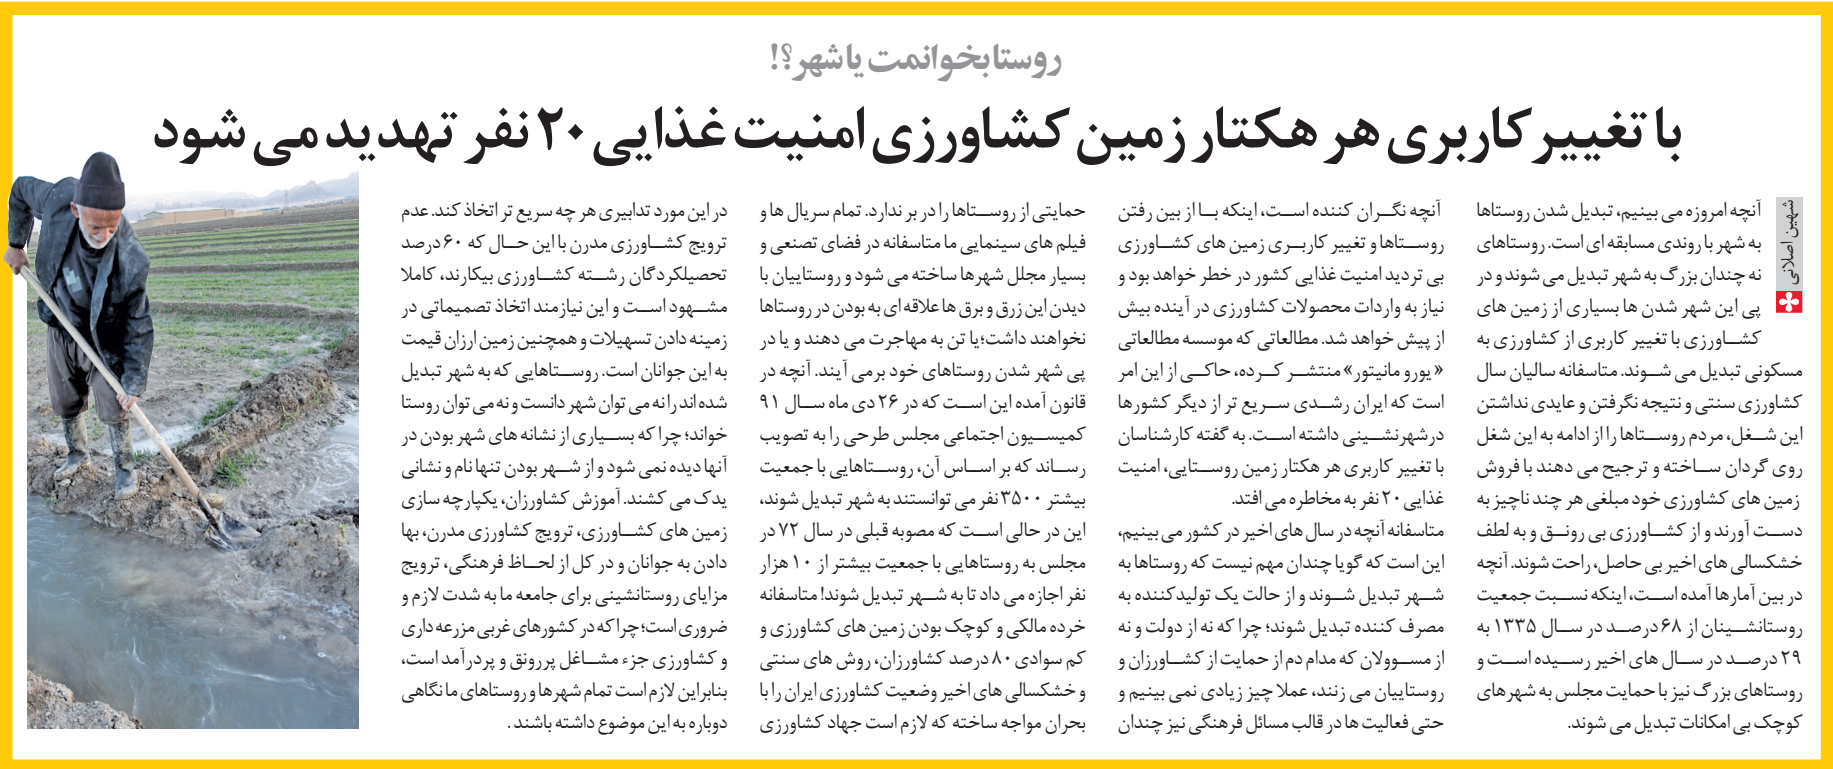 روستا بخوانمت یا شهر؟!
با تغییر کاربری هر هکتار زمین کشاورزی امنیت غذایی ۲۰ نفر تهدید می شود
شهین اصلانی
آنچه امروزه می بینیم، تبدیل شدن روستاها
به شهر با روندی مسابقه ای است. روستاهای
نه چندان بزرگ به شهر تبدیل می شوند و در
پی این شهر شدن ها بسیاری از زمین های
کشاورزی با تغییر کاربری از کشاورزی به
مسکونی تبدیل می شوند. متاسفانه سالیان سال
کشاورزی سنتی و نتیجه نگرفتن و عایدی نداشتن
این شغل، مردم روستاها را از ادامه به این شغل
روی گردان ساخته و ترجیح می دهند با فروش
زمین های کشاورزی خود مبلغی هر چند ناچیز به
دست آورند و از کشاورزی بی رونق و به لطف
خشکسالی های اخیر بی حاصل، راحت شوند. آنچه
در بین آمارها آمده است، اینکه نسبت جمعیت
روستانشینان از ۶۸ درصد در سال ۱۳۳۵ به
۲۹ درصد در سال های اخیر رسیده است و
روستاهای بزرگ نیز با حمایت مجلس به شهرهای
کوچک بی امکانات تبدیل می شوند.
آنچه نگران کننده است، اینکه با از بین رفتن
روستاها و تغییر کاربری زمین های کشاورزی
بی تردید امنیت غذایی کشور در خطر خواهد بود و
نیاز به واردات محصولات کشاورزی در آینده بیش
از پیش خواهد شد. مطالعاتی که موسسه مطالعاتی
«یورو مانیتور» منتشر کرده، حاکی از این امر
است که ایران رشدی سریع تر از دیگر کشورها
در شهرنشینی داشته است. به گفته کارشناسان
با تغییر کاربری هر هکتار زمین روستایی، امنیت
غذایی ۲۰ نفر به مخاطره می افتد.
متاسفانه آنچه در سال های اخیر در کشور می بینیم،
این است که گویا چندان مهم نیست که روستاها به
شهر تبدیل شوند و از حالت یک تولیدکننده به
مصرف کننده تبدیل شوند؛ چرا که نه از دولت و نه
از مسوولان که مدام دم از حمایت از کشاورزان و
روستاییان می زنند، عملا چیز زیادی نمی بینیم و
حتی فعالیت ها در قالب مسائل فرهنگی نیز چندان
حمایتی از روستاها را در بر ندارد. تمام سریال ها و
فیلم های سینمایی ما متاسفانه در فضای تصنعی و
بسیار مجلل شهرها ساخته می شود و روستاییان با
دیدن این زرق و برق ها علاقه ای به بودن در روستاها
نخواهند داشت؛ یا تن به مهاجرت می دهند و یا در
پی شهر شدن روستاهای خود برمی آیند. آنچه در
قانون آمده این است که در ۲۶ دی ماه سال ۹۱
کمیسیون اجتماعی مجلس طرحی را به تصویب
رساند که بر اساس آن، روستاهایی با جمعیت
بیشتر ۳۵۰۰ نفر می توانستند به شهر تبدیل شوند،
این در حالی است که مصوبه قبلی در سال ۷۲ در
مجلس به روستاهایی با جمعیت بیشتر از ۱۰ هزار
نفر اجازه می داد تا به شهر تبدیل شوند! متاسفانه
خرده مالکی و کوچک بودن زمین های کشاورزی و
کم سوادی ۸۰ درصد کشاورزان، روش های سنتی
و خشکسالی های اخیر وضعیت کشاورزی ایران را با
بحران مواجه ساخته که لازم است جهاد کشاورزی
در این مورد تدابیری هر چه سریع تر اتخاذ کند. عدم
ترویج کشاورزی مدرن با این حال که ۶۰ درصد
تحصیلکردگان رشته کشاورزی بیکارند، کاملا
مشهود است و این نیازمند اتخاذ تصمیماتی در
زمینه دادن تسهیلات و همچنین زمین ارزان قیمت
به این جوانان است. روستاهایی که به شهر تبدیل
شده اند را نه می توان شهر دانست و نه می توان روستا
خواند؛ چرا که بسیاری از نشانه های شهر بودن در
آنها دیده نمی شود و از شهر بودن تنها نام و نشانی
یدک می کشند. آموزش کشاورزان، یکپارچه سازی
زمین های کشاورزی، ترویج کشاورزی مدرن، بها
دادن به جوانان و در کل از لحاظ فرهنگی، ترویج
مزایای روستانشینی برای جامعه ما به شدت لازم و
ضروری است؛ چرا که در کشورهای غربی مزرعه داری
و کشاورزی جزء مشاغل پررونق و پردرآمد است،
بنابراین لازم است تمام شهرها و روستاهای ما نگاهی
دوباره به این موضوع داشته باشند.